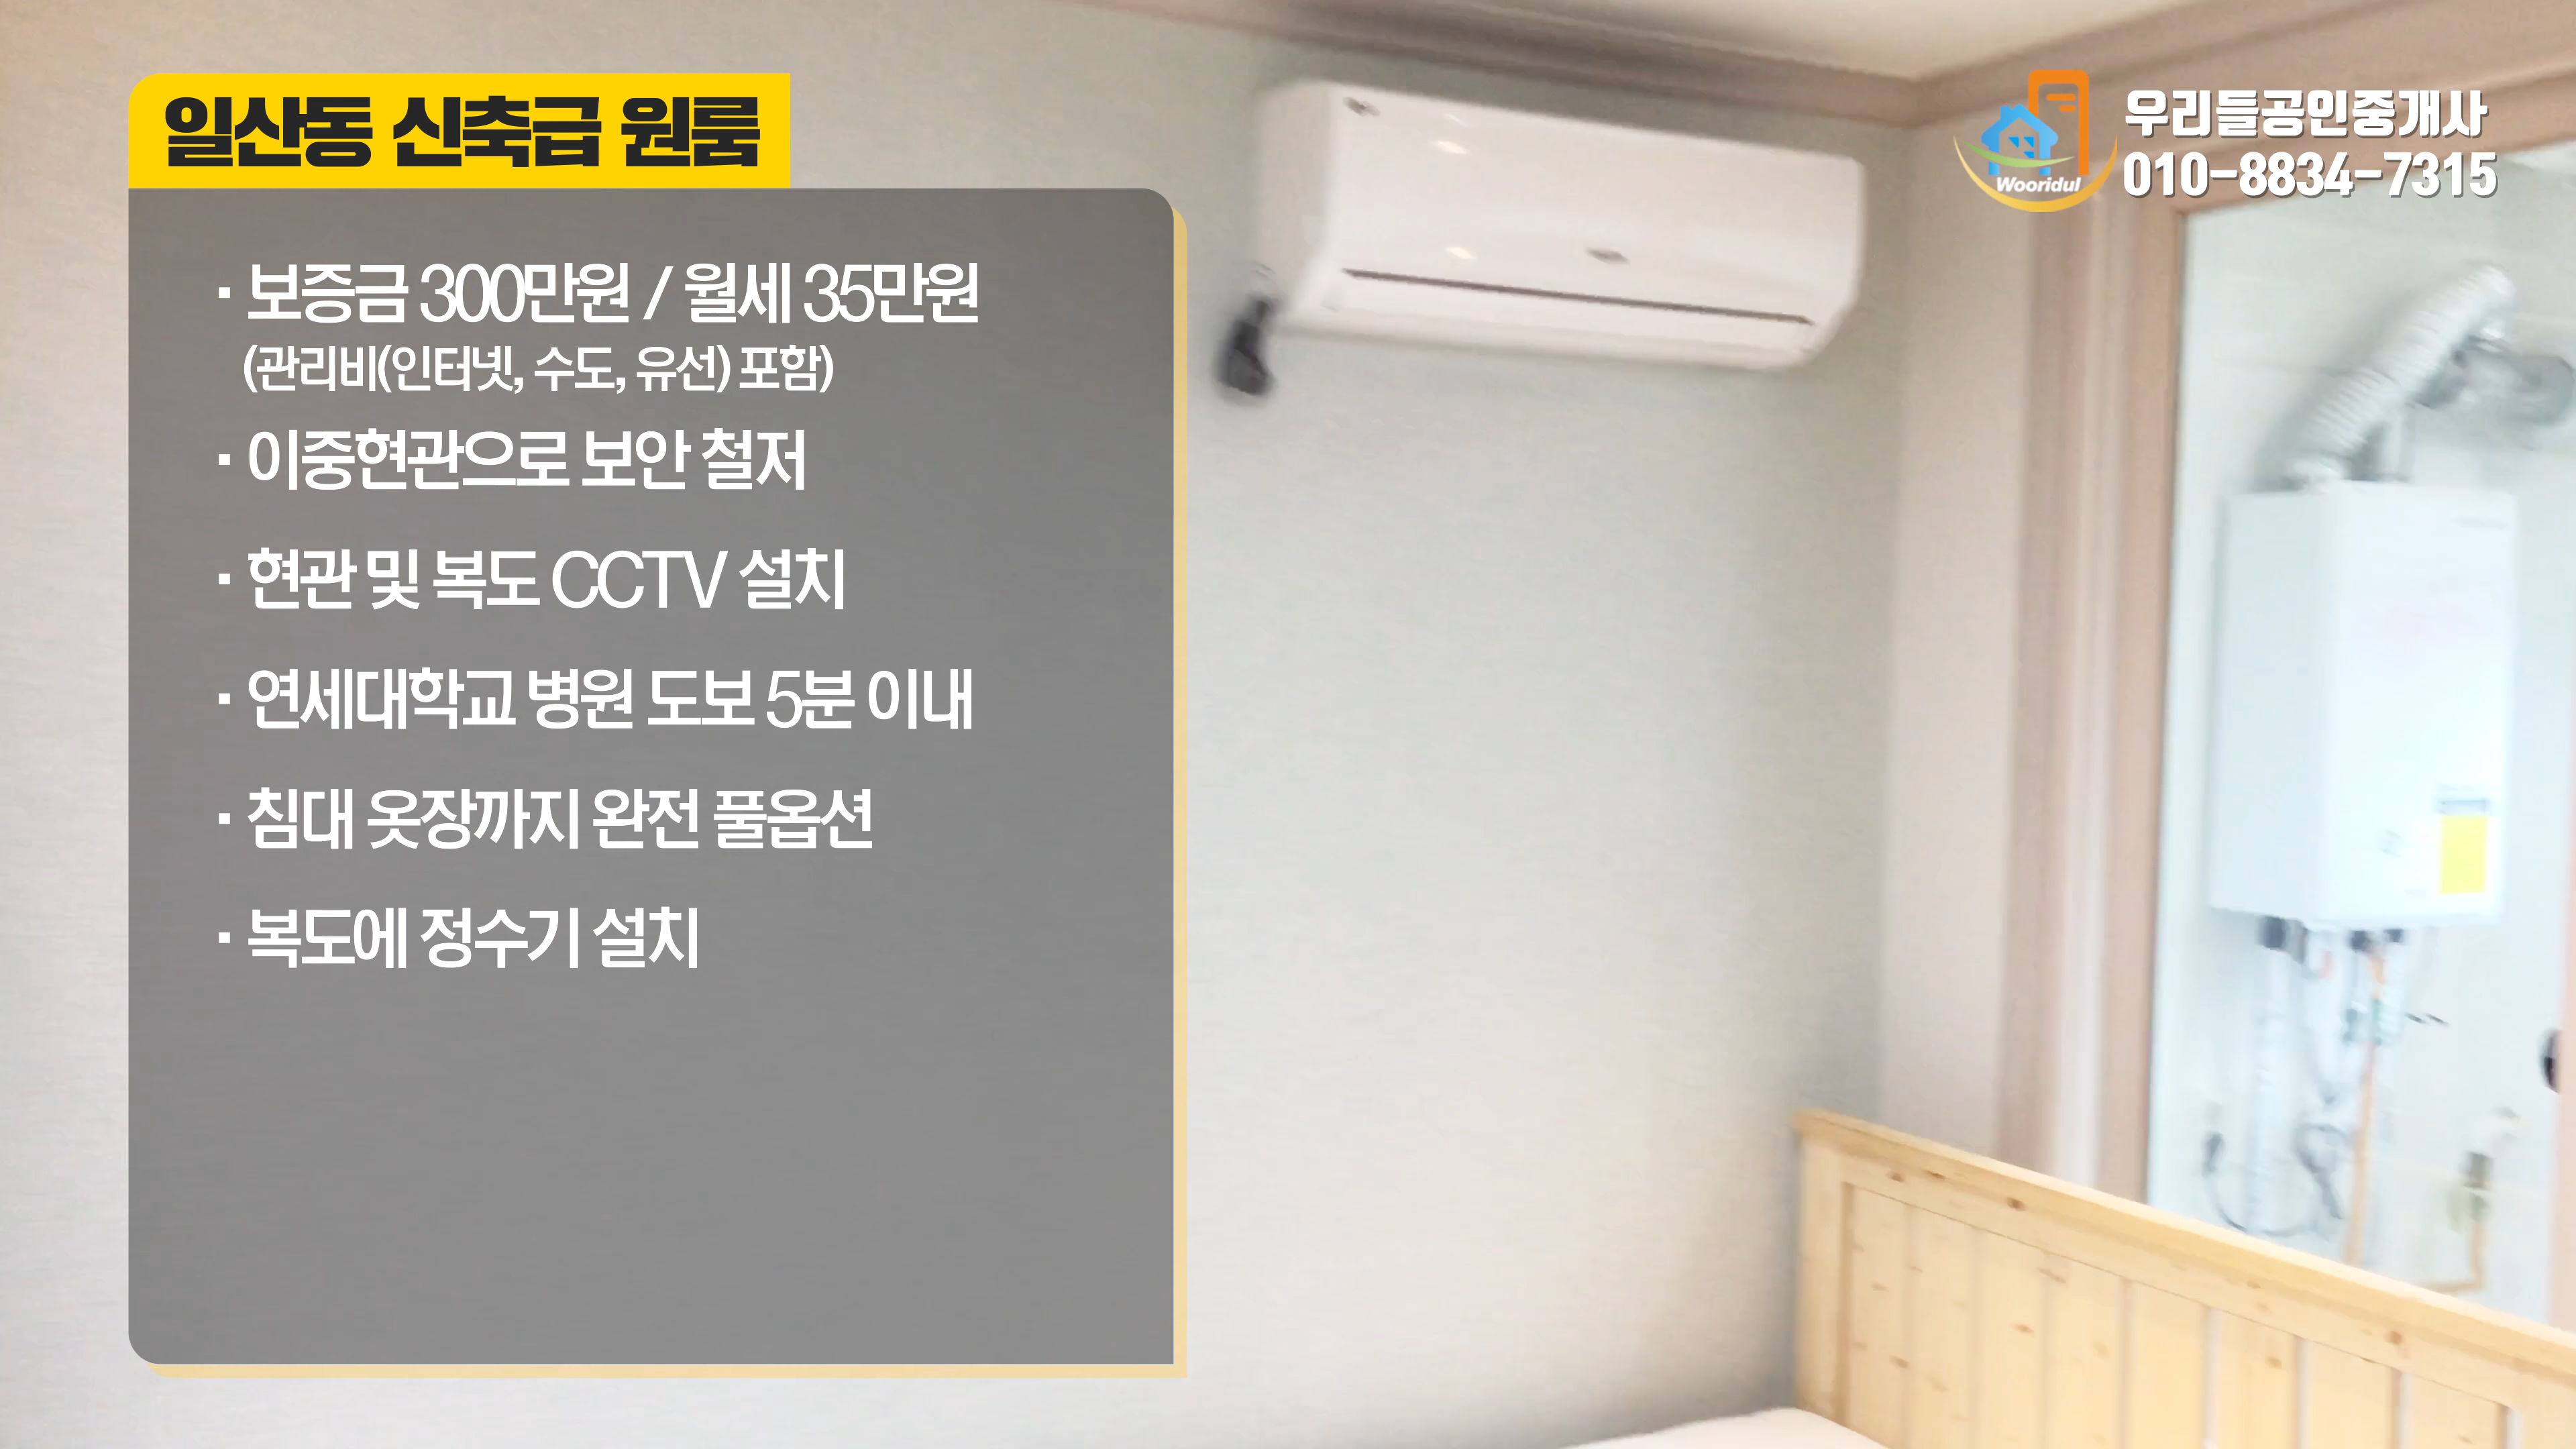 일산동 신축급 원룸
Wooridul
우리들공인중개사
010-8834-7315
· 보증금 300만원 / 월세 35만원
(관리비(인터넷, 수도, 유선) 포함)
· 이중현관으로 보안 철저
· 현관 및 복도 CCTV 설치
· 연세대학교 병원 도보 5분 이내
· 침대 옷장까지 완전 풀옵션
· 복도에 정수기 설치